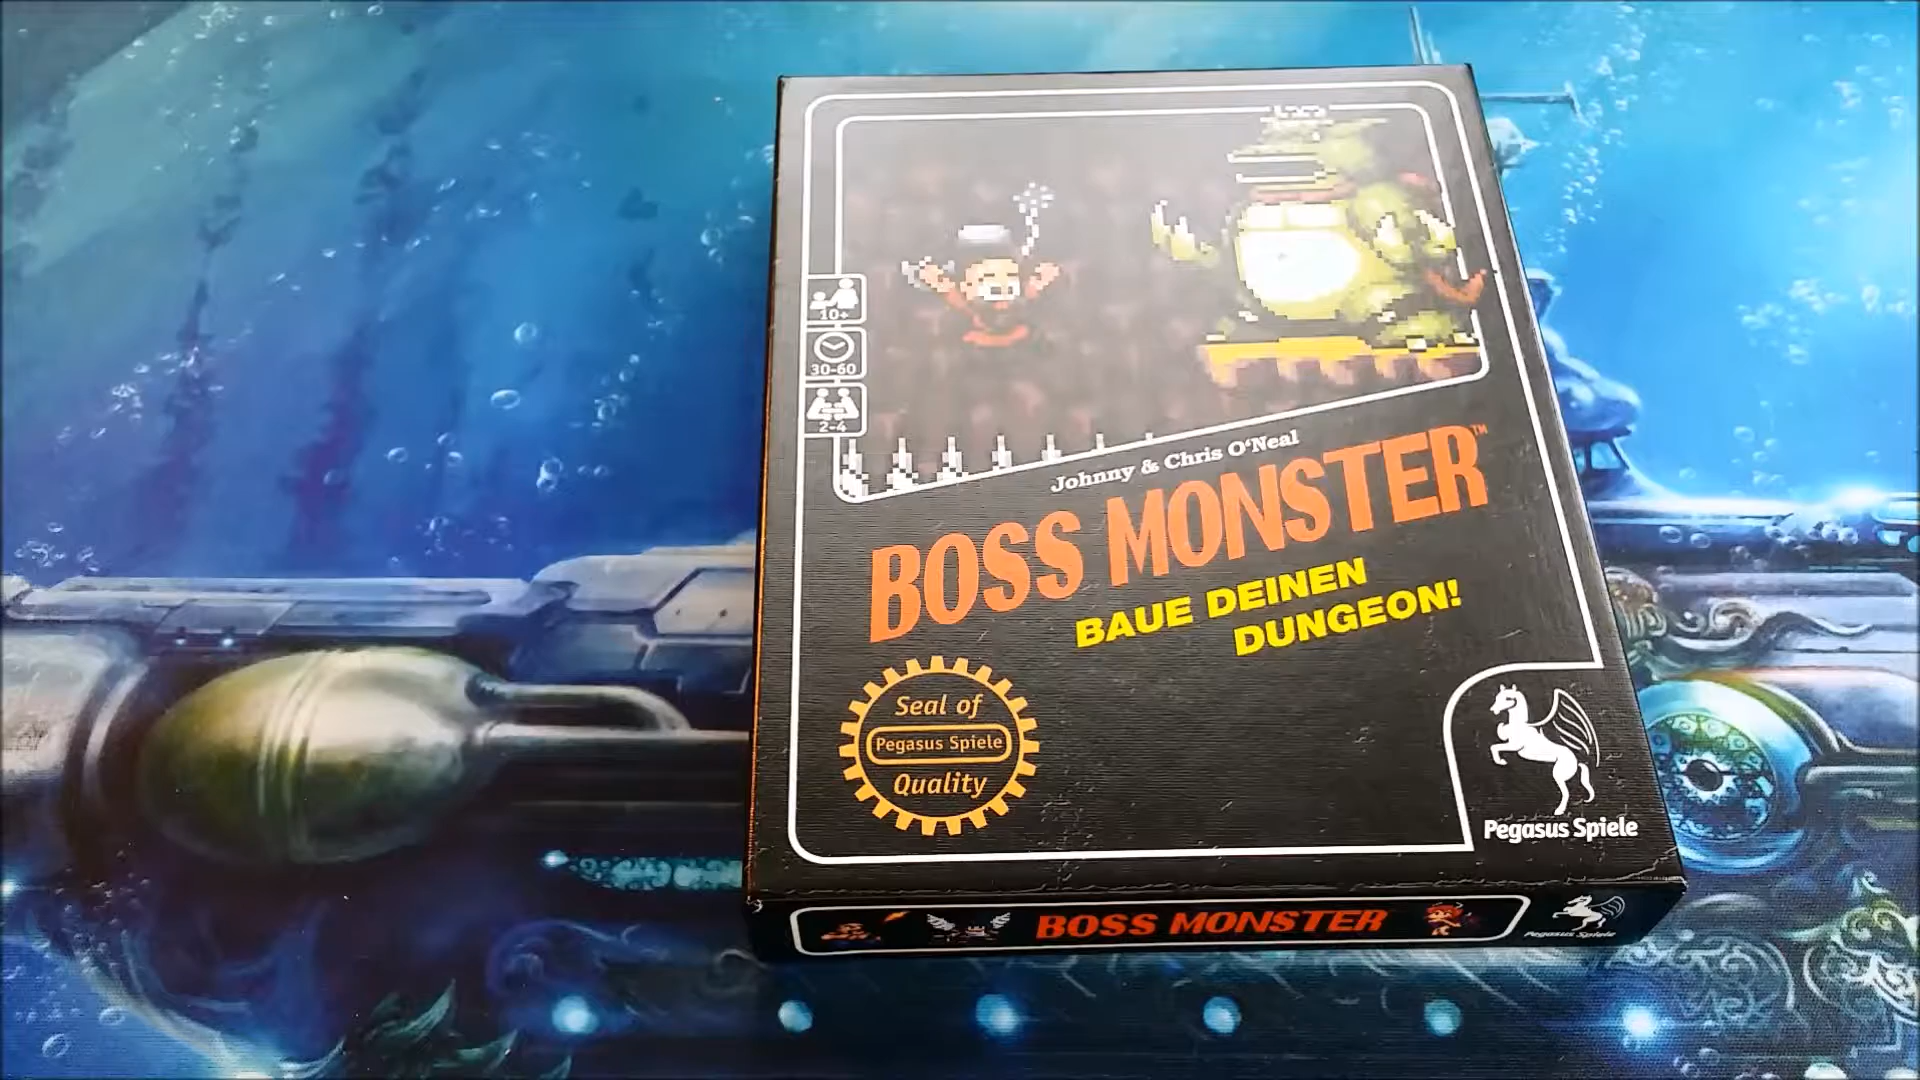 10+
30-60
2-4
Johnny & Chris O'Neal
BOSS MONSTER™
BAUE DEINEN
DUNGEON!
Seal of
Pegasus Spiele
Quality
Pegasus Spiele
BOSS MONSTER
Pegasus Spiele